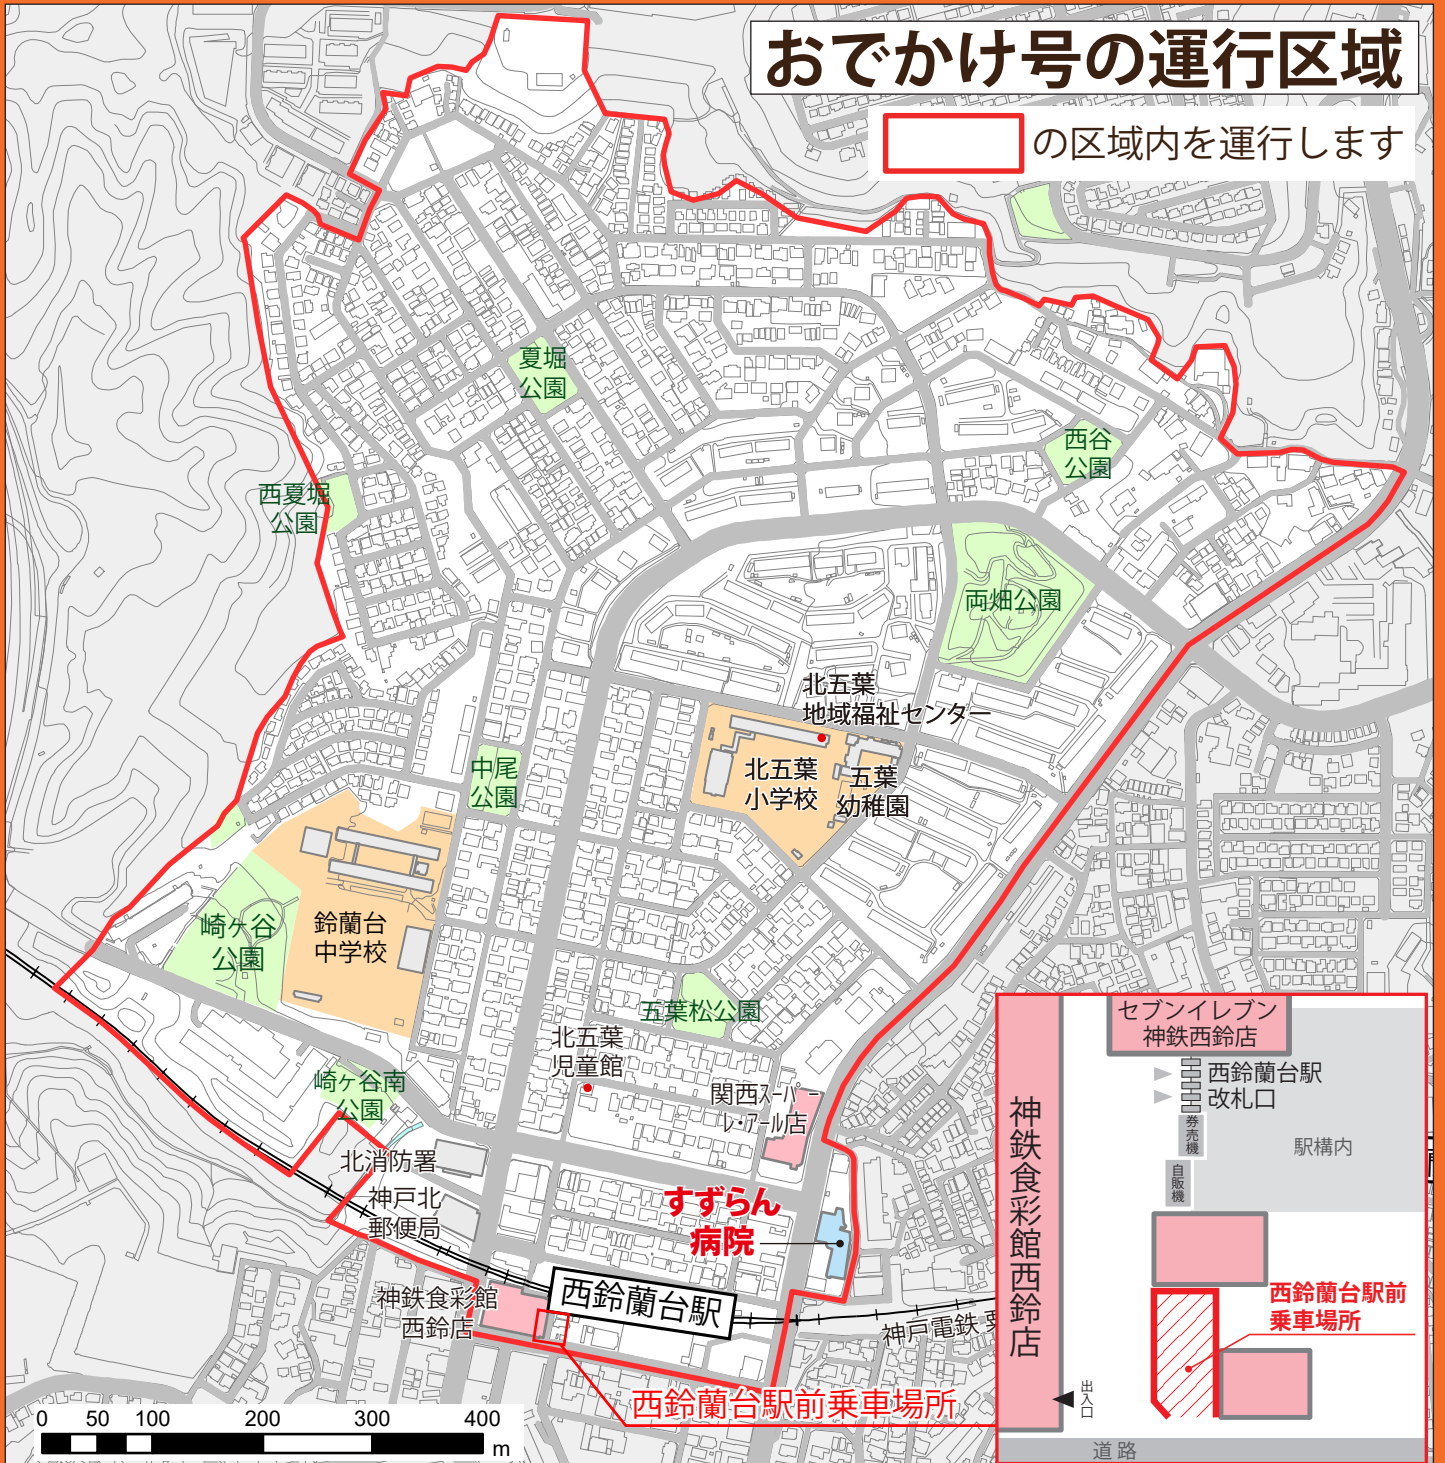 おでかけ号の運行区域
の区域内を運行します
夏堀
公園
西谷
公園
西夏堀
公園
両畑公園
北五葉
地域福祉センター
中尾
公園
北五葉
小学校
五葉
幼稚園
崎ヶ谷
公園
鈴蘭台
中学校
五葉松公園
北五葉
児童館
崎ヶ谷南
公園
関西スーパー
レ・アール店
北消防署
神戸北
郵便局
すずらん
病院
神鉄食彩館
西鈴店
西鈴蘭台駅
神戸電鉄
西鈴蘭台駅前乗車場所
0 50 100 200 300 400
m
セブンイレブン
神鉄西鈴店
西鈴蘭台駅
改札口
券売機
駅構内
自販機
神鉄食彩館西鈴店
西鈴蘭台駅前
乗車場所
出入口
道路